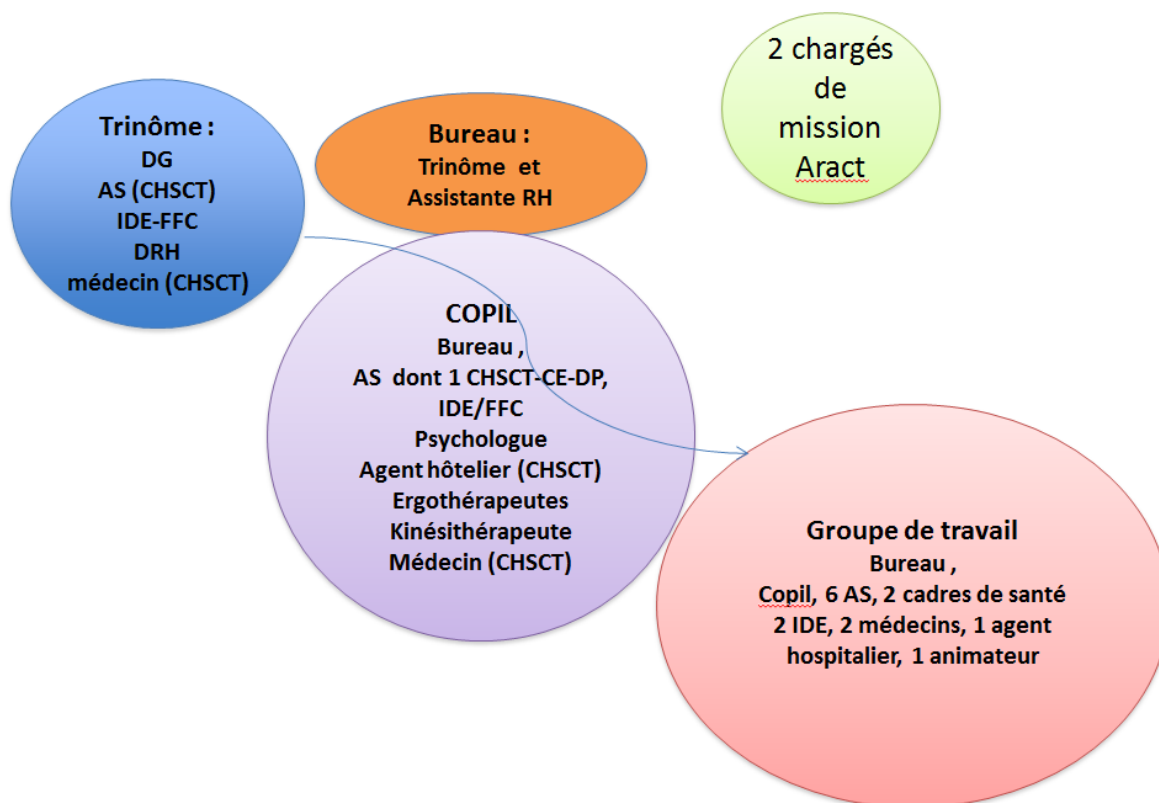 Trinôme :
DG
AS (CHSCT)
IDE-FFC
DRH
médecin (CHSCT)
Bureau :
Trinôme et
Assistante RH
2 chargés
de
mission
Aract
COPIL
Bureau ,
AS dont 1 CHSCT-CE-DP,
IDE/FFC
Psychologue
Agent hôtelier (CHSCT)
Ergothérapeutes
Kinésithérapeute
Médecin (CHSCT)
Groupe de travail
Bureau ,
Copil, 6 AS, 2 cadres de santé
2 IDE, 2 médecins, 1 agent
hospitalier, 1 animateur